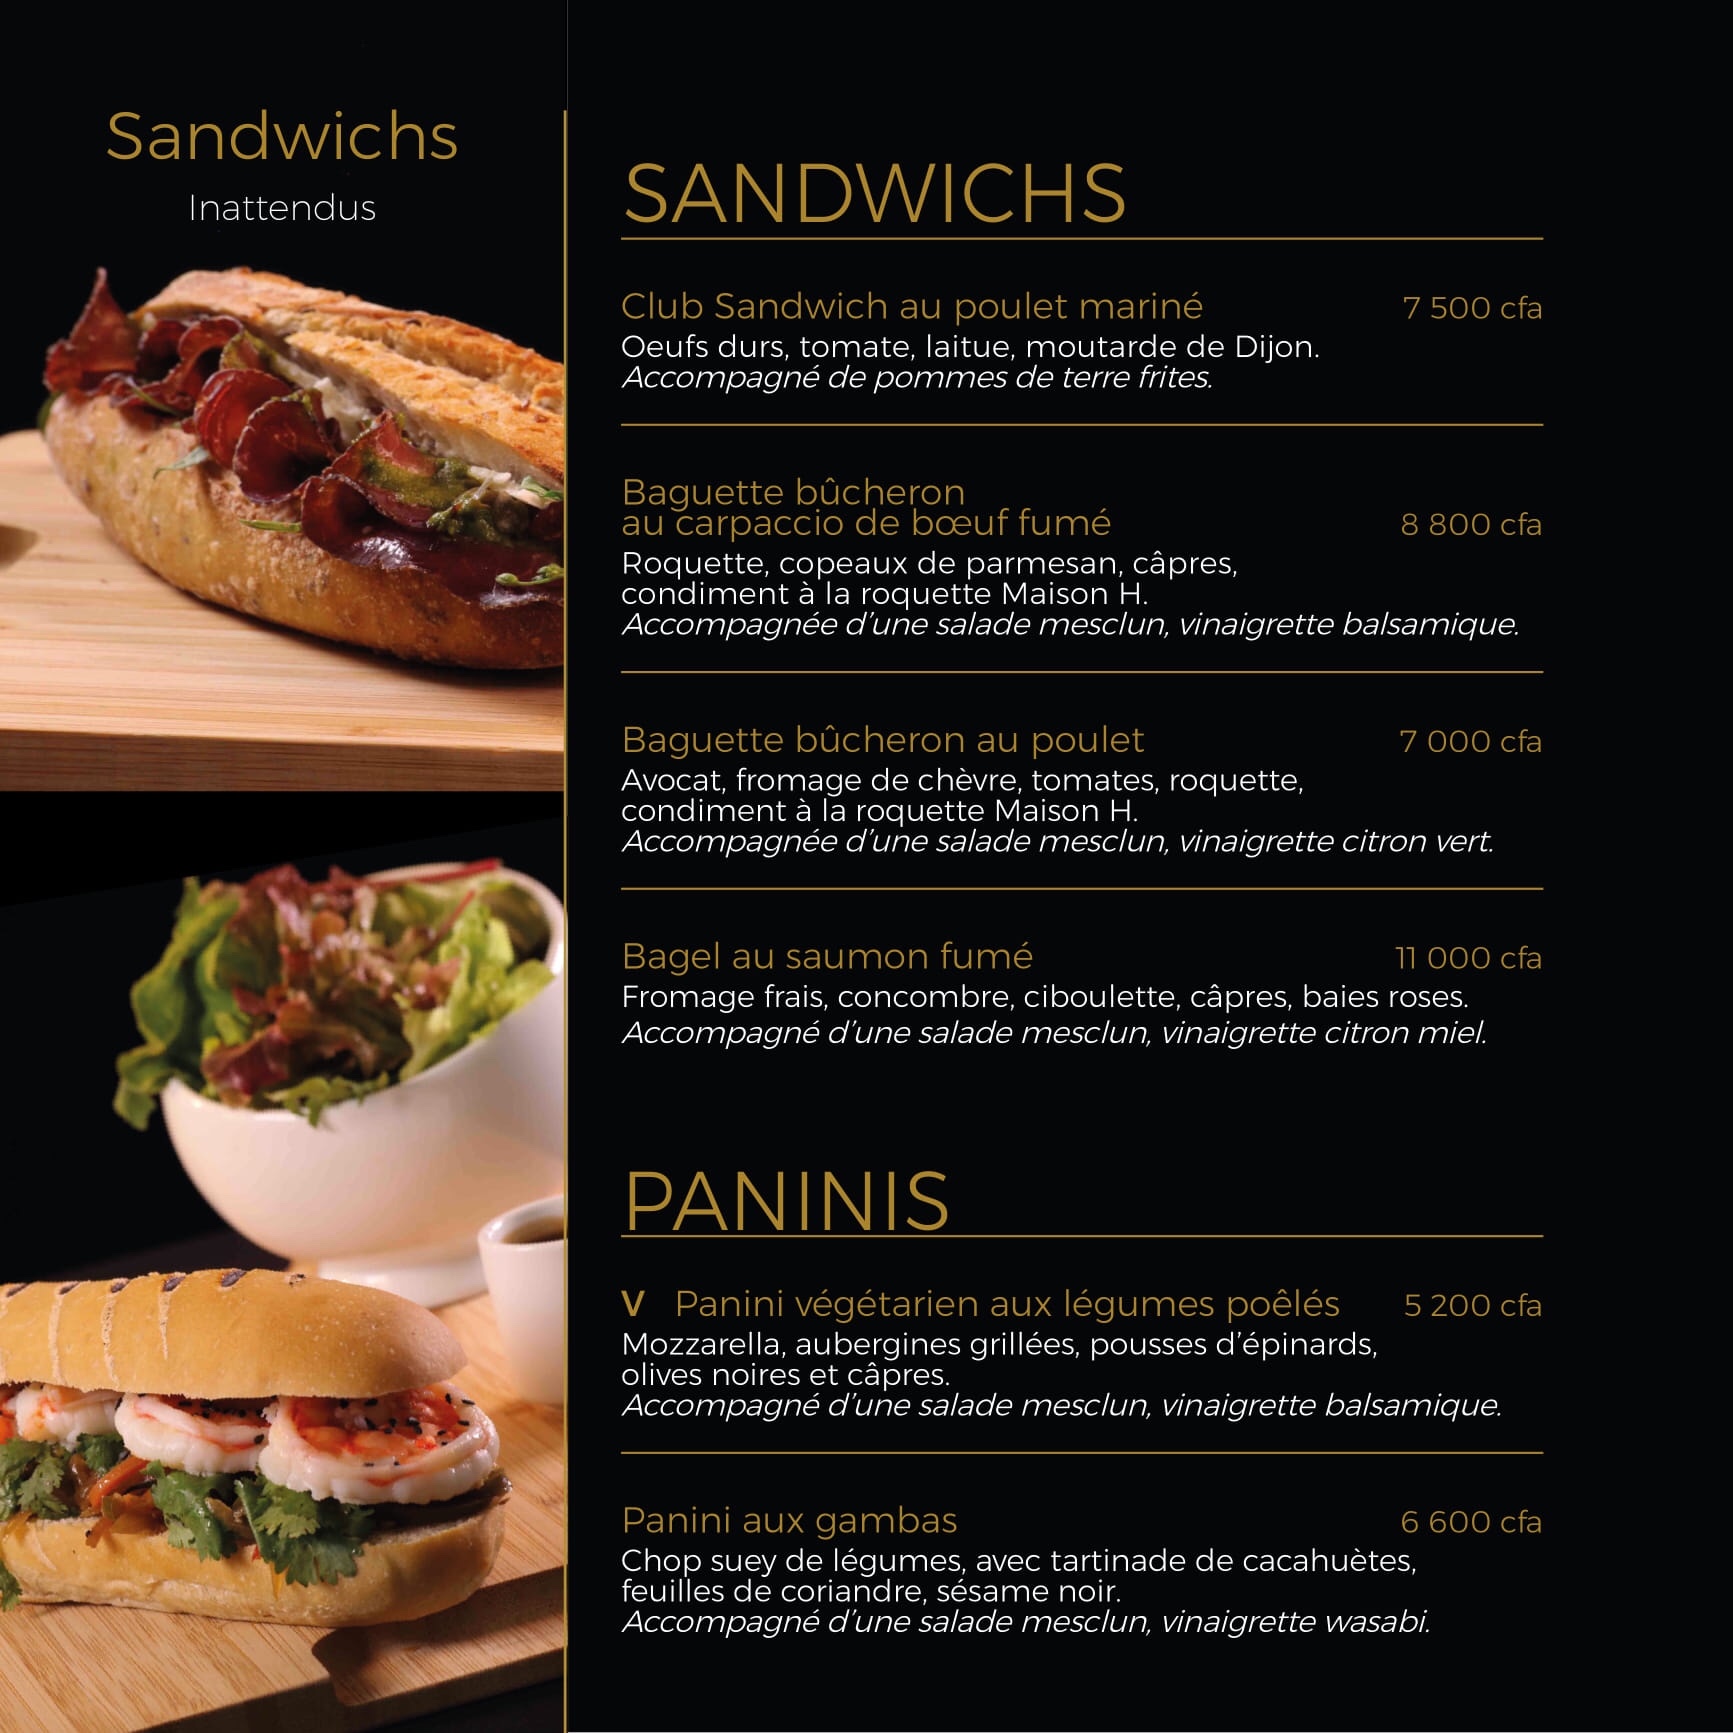 Sandwichs
Inattendus
SANDWICHS
Club Sandwich au poulet mariné 7 500 cfa
Oeufs durs, tomate, laitue, moutarde de Dijon.
Accompagné de pommes de terre frites.
Baguette bûcheron
au carpaccio de bœuf fumé 8 800 cfa
Roquette, copeaux de parmesan, câpres,
condiment à la roquette Maison H.
Accompagnée d’une salade mesclun, vinaigrette balsamique.
Baguette bûcheron au poulet 7 000 cfa
Avocat, fromage de chèvre, tomates, roquette,
condiment à la roquette Maison H.
Accompagnée d’une salade mesclun, vinaigrette citron vert.
Bagel au saumon fumé 11 000 cfa
Fromage frais, concombre, ciboulette, câpres, baies roses.
Accompagné d’une salade mesclun, vinaigrette citron miel.
PANINIS
V Panini végétarien aux légumes poêlés 5 200 cfa
Mozzarella, aubergines grillées, pousses d’épinards,
olives noires et câpres.
Accompagné d’une salade mesclun, vinaigrette balsamique.
Panini aux gambas 6 600 cfa
Chop suey de légumes, avec tartinade de cacahuètes,
feuilles de coriandre, sésame noir.
Accompagné d’une salade mesclun, vinaigrette wasabi.